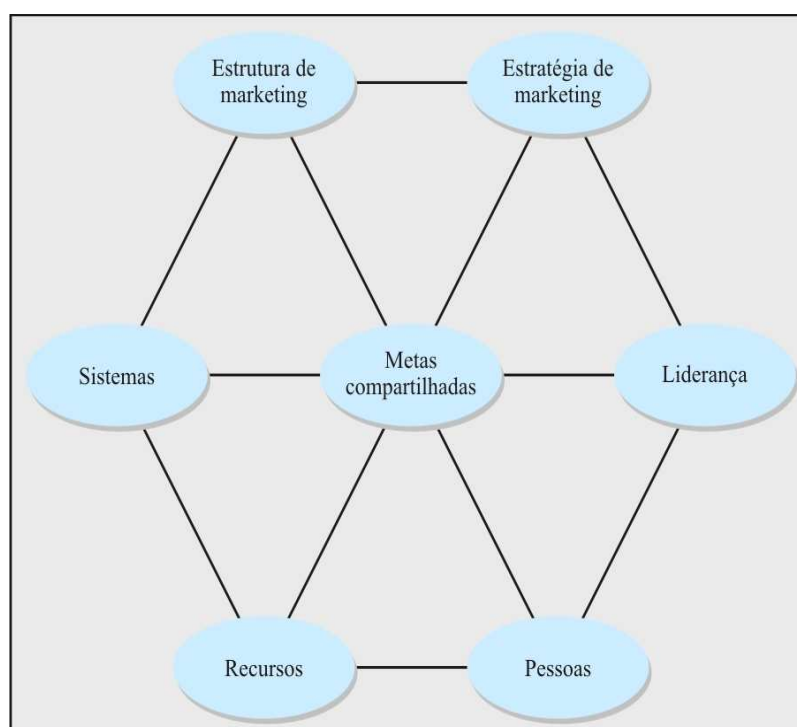 Estrutura de
marketing
Estratégia de
marketing
Sistemas
Metas
compartilhadas
Liderança
Recursos
Pessoas